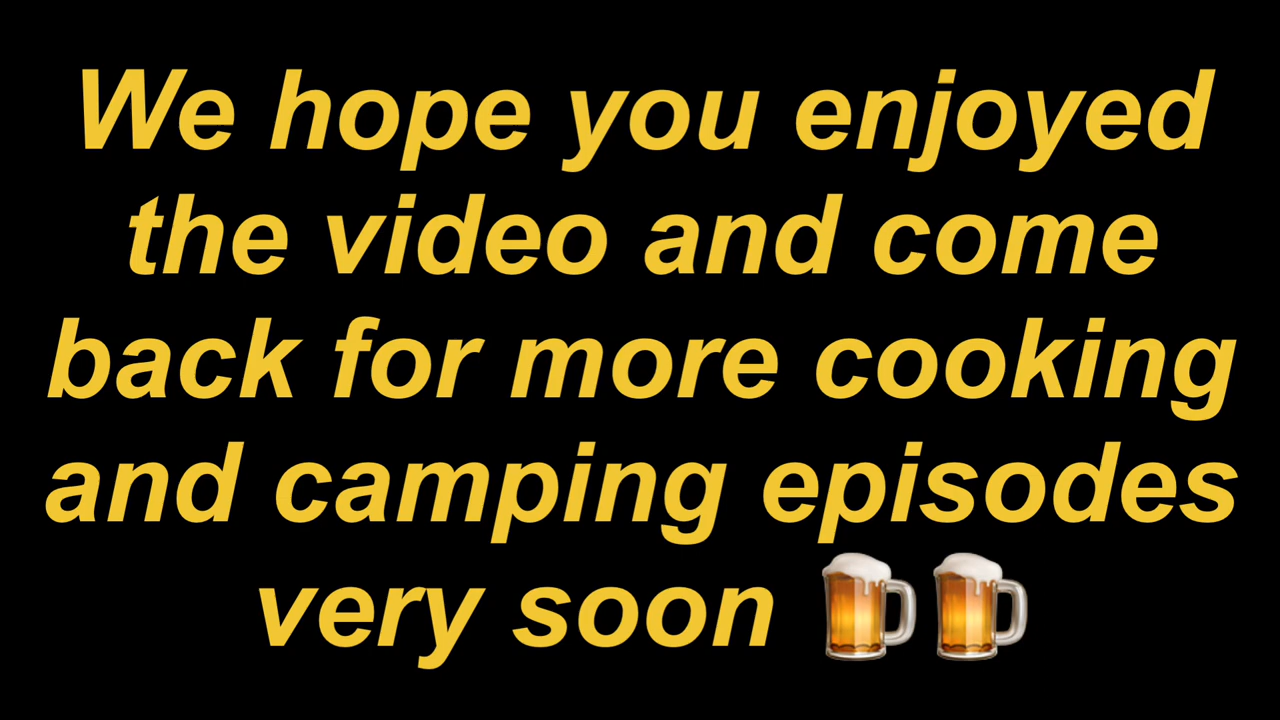 We hope you enjoyed
the video and come
back for more cooking
and camping episodes
very soon 🍺🍺